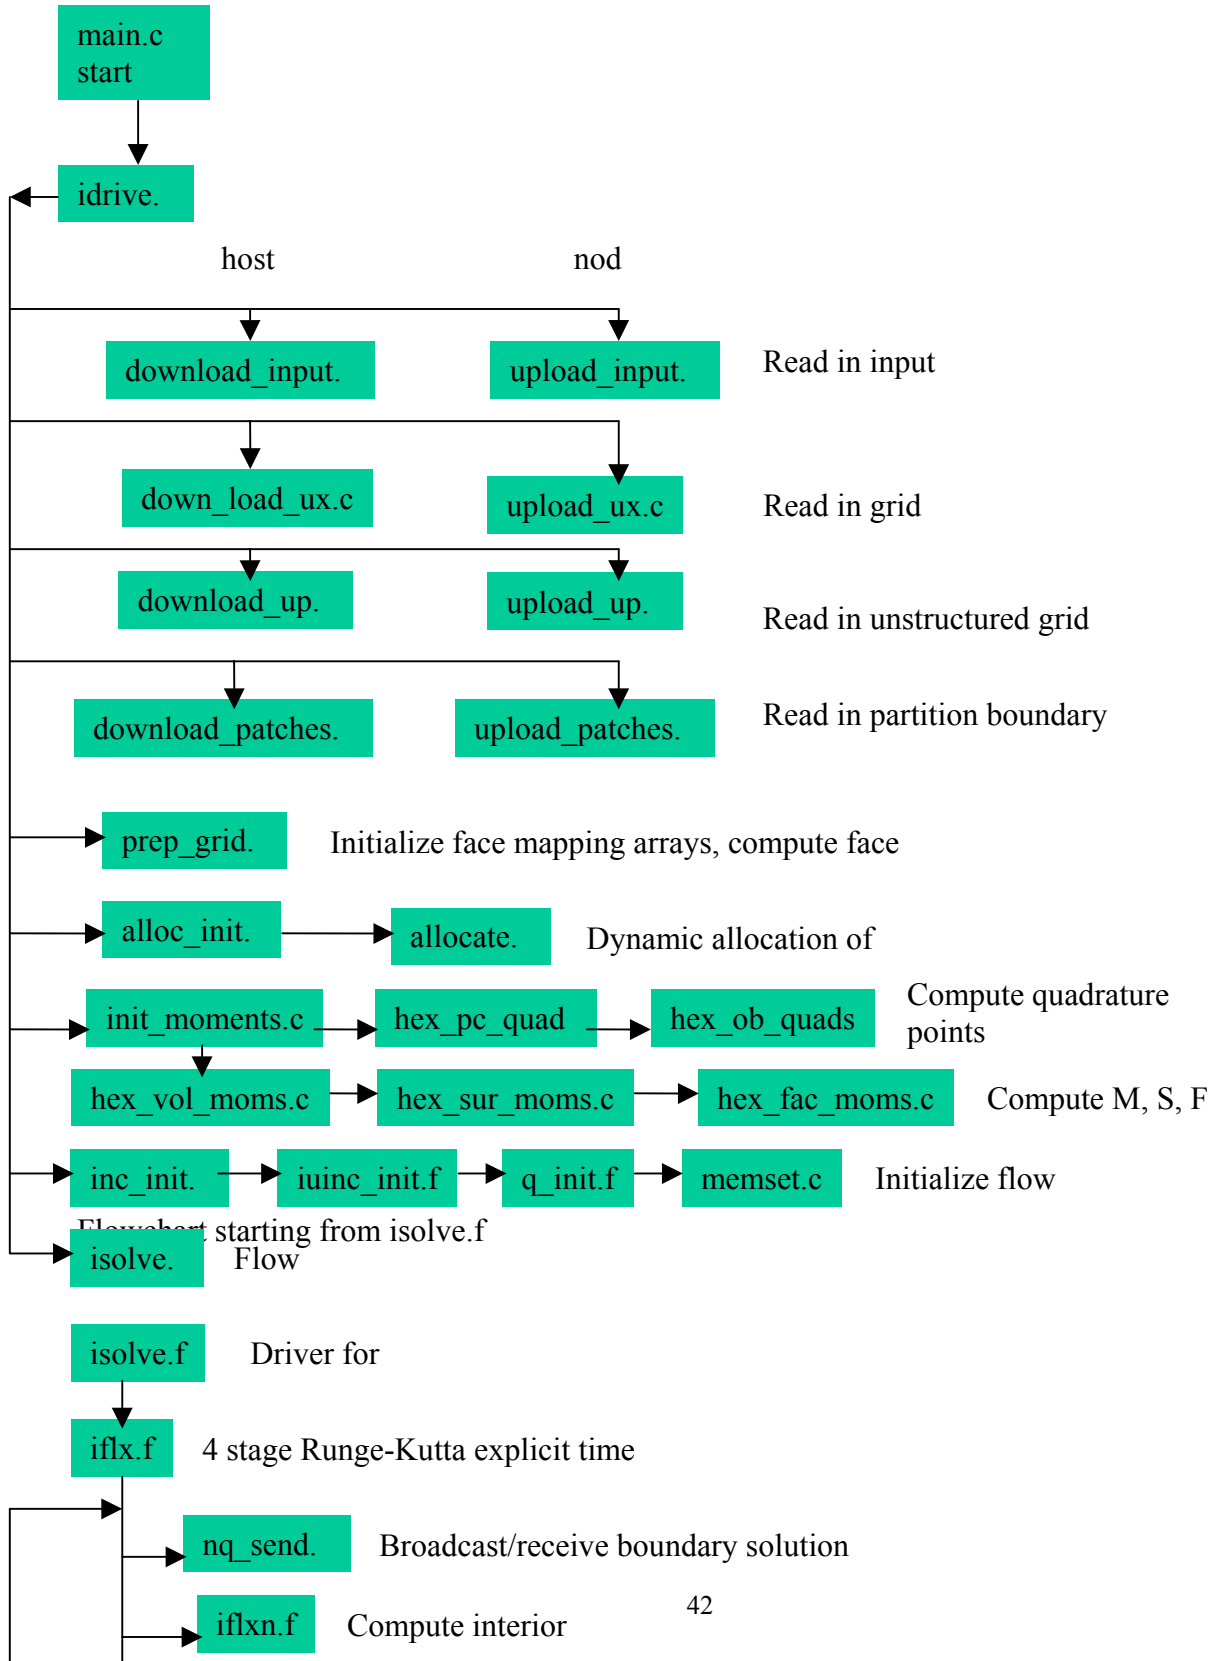 main.c
start
idrive.
host nod
download_input. upload_input. Read in input
down_load_ux.c upload_ux.c Read in grid
download_up. upload_up. Read in unstructured grid
download_patches. upload_patches. Read in partition boundary
prep_grid. Initialize face mapping arrays, compute face
alloc_init. allocate. Dynamic allocation of
init_moments.c hex_pc_quad hex_ob_quads Compute quadrature
points
hex_vol_moms.c hex_sur_moms.c hex_fac_moms.c Compute M, S, F
inc_init. iuinc_init.f q_init.f memset.c Initialize flow
Flowchart starting from isolve.f
isolve. Flow
isolve.f Driver for
iflx.f 4 stage Runge-Kutta explicit time
nq_send. Broadcast/receive boundary solution
iflxn.f Compute interior
42